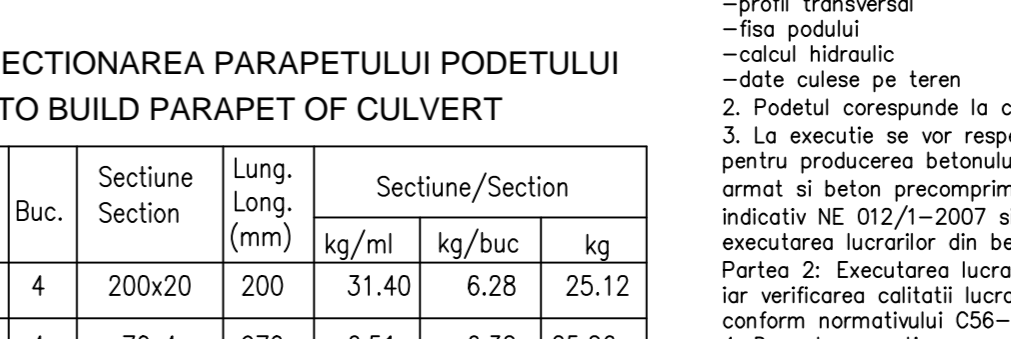 ECTIONAREA PARAPETULUI PODETULUI
TO BUILD PARAPET OF CULVERT
Buc.
Sectiune
Section
Lung.
Long.
(mm)
Sectiune/Section
kg/ml kg/buc kg
4 200x20 200 31.40 6.28 25.12
-profil transversal
-fisa podului
-calcul hidraulic
-date culese pe teren
2. Podetul corespunde la c
3. La executie se vor respe
pentru producerea betonulu
armat si beton precomprim
indicativ NE 012/1-2007 si
executarea lucrarilor din be
Partea 2: Executarea lucra
iar verificarea calitatii lucra
conform normativului C56-